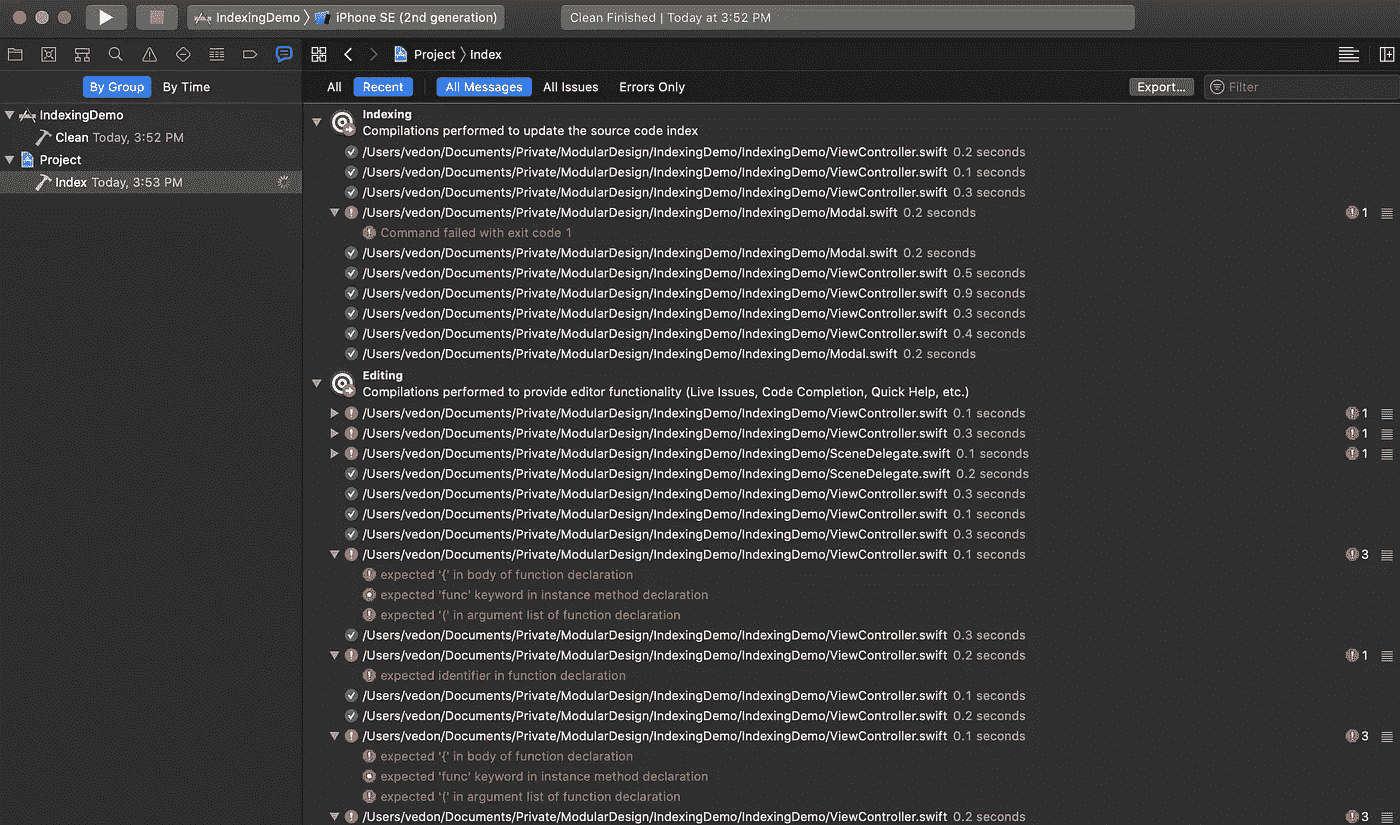 IndexingDemo 〉 iPhone SE (2nd generation)
Clean Finished | Today at 3:52 PM
Project 〉 Index
By Group By Time
All Recent All Messages All Issues Errors Only Export... Filter
IndexingDemo
Clean Today, 3:52 PM
Project
Index Today, 3:53 PM
Indexing
Compilations performed to update the source code index
/Users/vedon/Documents/Private/ModularDesign/IndexingDemo/IndexingDemo/ViewController.swift 0.2 seconds
/Users/vedon/Documents/Private/ModularDesign/IndexingDemo/IndexingDemo/ViewController.swift 0.1 seconds
/Users/vedon/Documents/Private/ModularDesign/IndexingDemo/IndexingDemo/ViewController.swift 0.3 seconds
/Users/vedon/Documents/Private/ModularDesign/IndexingDemo/IndexingDemo/Modal.swift 0.2 seconds 1
Command failed with exit code 1
/Users/vedon/Documents/Private/ModularDesign/IndexingDemo/IndexingDemo/Modal.swift 0.2 seconds
/Users/vedon/Documents/Private/ModularDesign/IndexingDemo/IndexingDemo/ViewController.swift 0.5 seconds
/Users/vedon/Documents/Private/ModularDesign/IndexingDemo/IndexingDemo/ViewController.swift 0.9 seconds
/Users/vedon/Documents/Private/ModularDesign/IndexingDemo/IndexingDemo/ViewController.swift 0.3 seconds
/Users/vedon/Documents/Private/ModularDesign/IndexingDemo/IndexingDemo/ViewController.swift 0.4 seconds
/Users/vedon/Documents/Private/ModularDesign/IndexingDemo/IndexingDemo/Modal.swift 0.2 seconds
Editing
Compilations performed to provide editor functionality (Live Issues, Code Completion, Quick Help, etc.)
/Users/vedon/Documents/Private/ModularDesign/IndexingDemo/IndexingDemo/ViewController.swift 0.1 seconds 1
/Users/vedon/Documents/Private/ModularDesign/IndexingDemo/IndexingDemo/ViewController.swift 0.3 seconds 1
/Users/vedon/Documents/Private/ModularDesign/IndexingDemo/IndexingDemo/SceneDelegate.swift 0.1 seconds 1
/Users/vedon/Documents/Private/ModularDesign/IndexingDemo/IndexingDemo/SceneDelegate.swift 0.2 seconds
/Users/vedon/Documents/Private/ModularDesign/IndexingDemo/IndexingDemo/ViewController.swift 0.3 seconds
/Users/vedon/Documents/Private/ModularDesign/IndexingDemo/IndexingDemo/ViewController.swift 0.1 seconds
/Users/vedon/Documents/Private/ModularDesign/IndexingDemo/IndexingDemo/ViewController.swift 0.3 seconds
/Users/vedon/Documents/Private/ModularDesign/IndexingDemo/IndexingDemo/ViewController.swift 0.1 seconds 3
expected '{' in body of function declaration
expected 'func' keyword in instance method declaration
expected '(' in argument list of function declaration
/Users/vedon/Documents/Private/ModularDesign/IndexingDemo/IndexingDemo/ViewController.swift 0.3 seconds
/Users/vedon/Documents/Private/ModularDesign/IndexingDemo/IndexingDemo/ViewController.swift 0.2 seconds 1
expected identifier in function declaration
/Users/vedon/Documents/Private/ModularDesign/IndexingDemo/IndexingDemo/ViewController.swift 0.1 seconds
/Users/vedon/Documents/Private/ModularDesign/IndexingDemo/IndexingDemo/ViewController.swift 0.2 seconds
/Users/vedon/Documents/Private/ModularDesign/IndexingDemo/IndexingDemo/ViewController.swift 0.1 seconds 3
expected '{' in body of function declaration
expected 'func' keyword in instance method declaration
expected '(' in argument list of function declaration
/Users/vedon/Documents/Private/ModularDesign/IndexingDemo/IndexingDemo/ViewController.swift 0.2 seconds 3